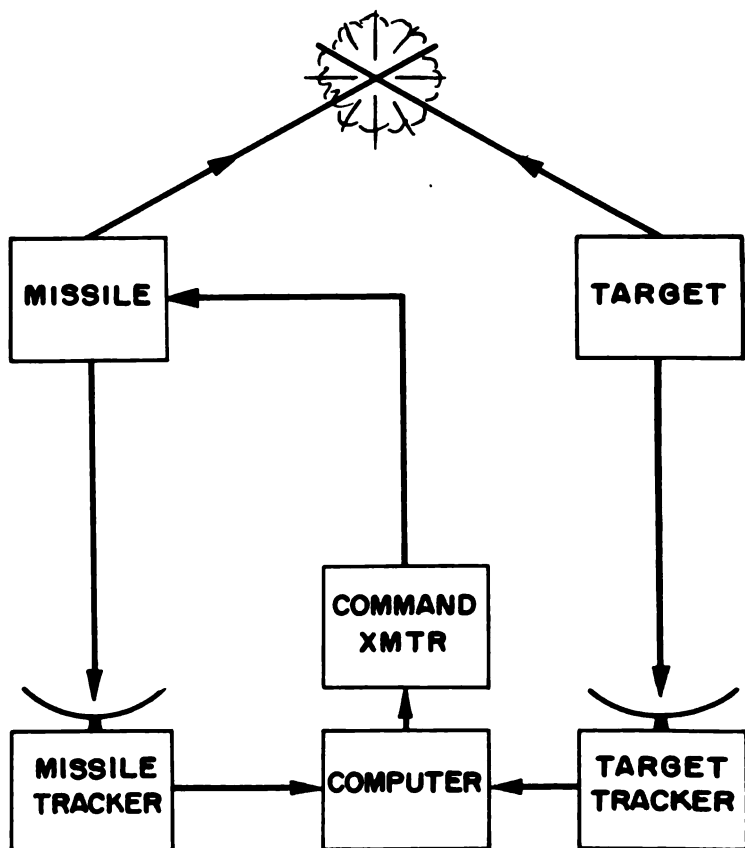 MISSILE
TARGET
COMMAND
XMTR
MISSILE
TRACKER
COMPUTER
TARGET
TRACKER